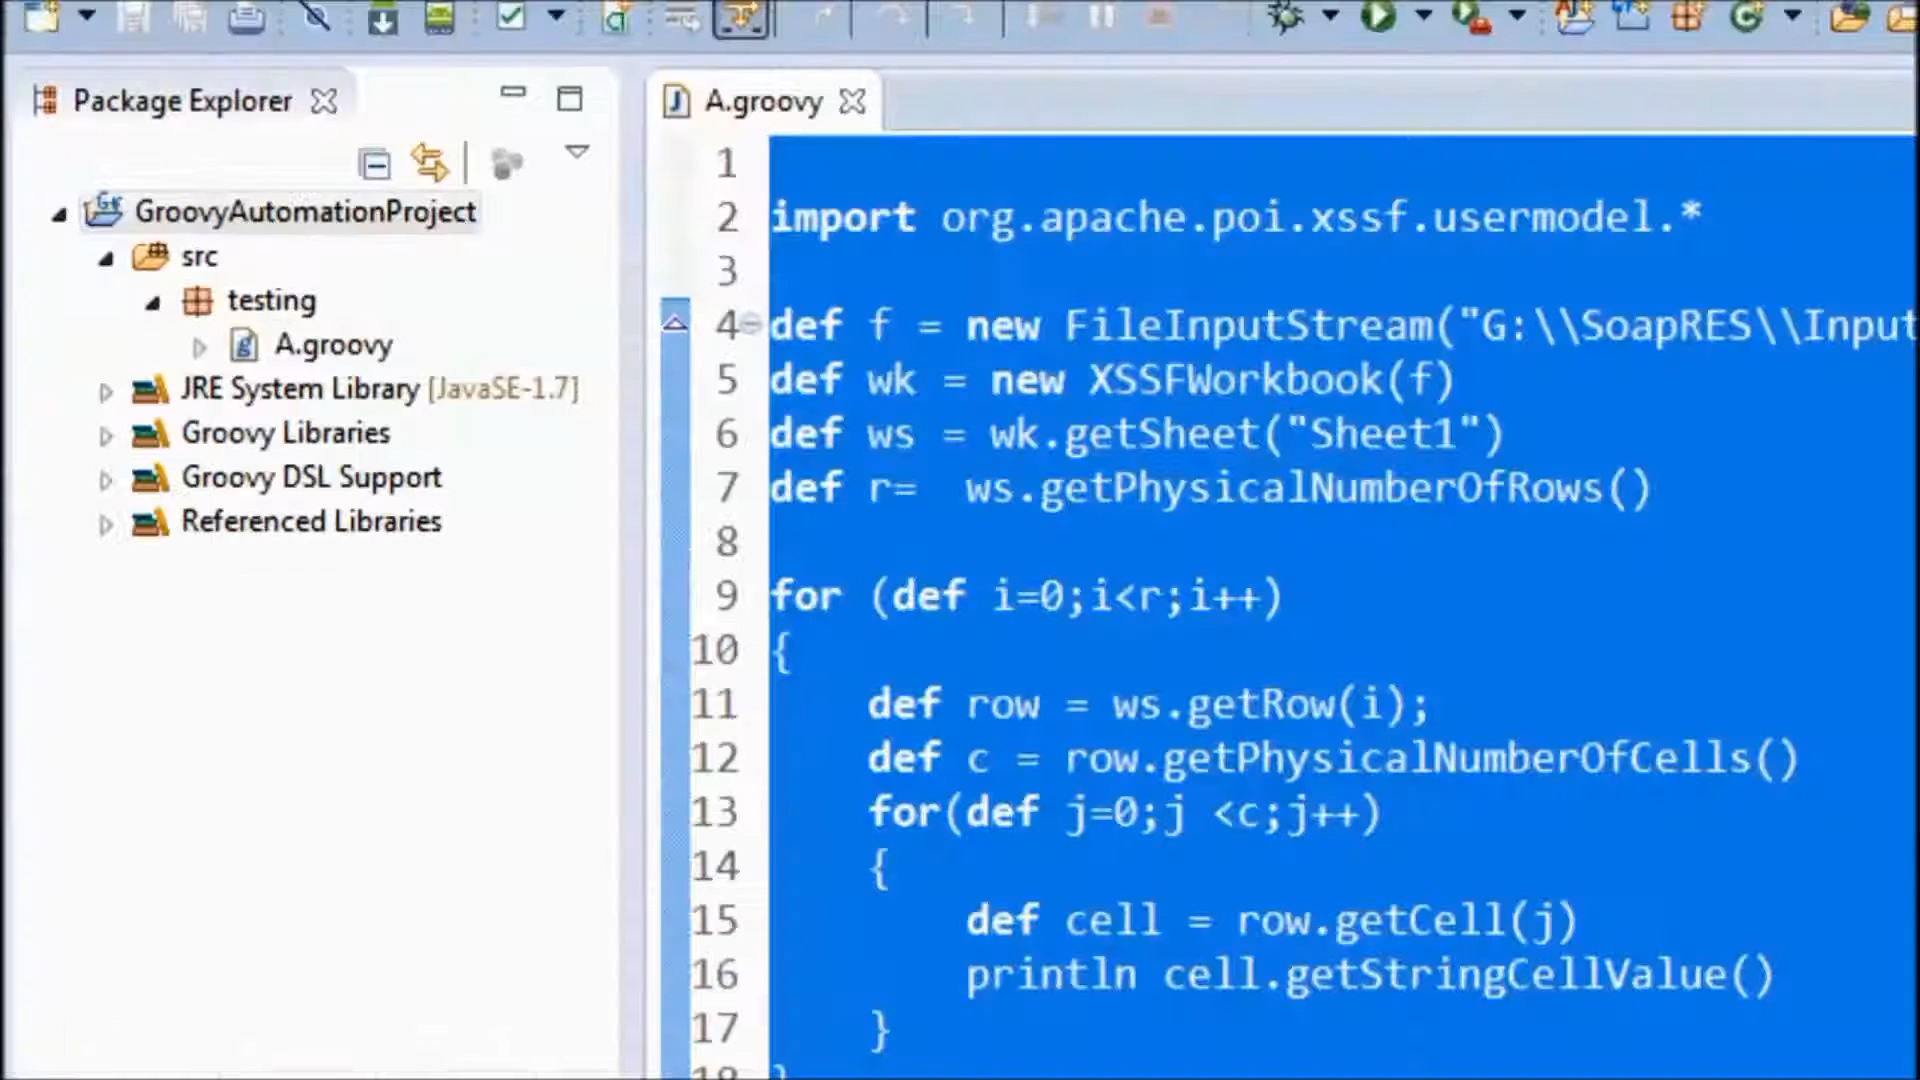 Package Explorer
GroovyAutomationProject
src
testing
A.groovy
JRE System Library [JavaSE-1.7]
Groovy Libraries
Groovy DSL Support
Referenced Libraries
A.groovy
1
2 import org.apache.poi.xssf.usermodel.*
3
4 def f = new FileInputStream("G:\\SoapRES\\Input
5 def wk = new XSSFWorkbook(f)
6 def ws = wk.getSheet("Sheet1")
7 def r= ws.getPhysicalNumberOfRows()
8
9 for (def i=0;i<r;i++)
10 {
11 def row = ws.getRow(i);
12 def c = row.getPhysicalNumberOfCells()
13 for(def j=0;j <c;j++)
14 {
15 def cell = row.getCell(j)
16 println cell.getStringCellValue()
17 }
18 }